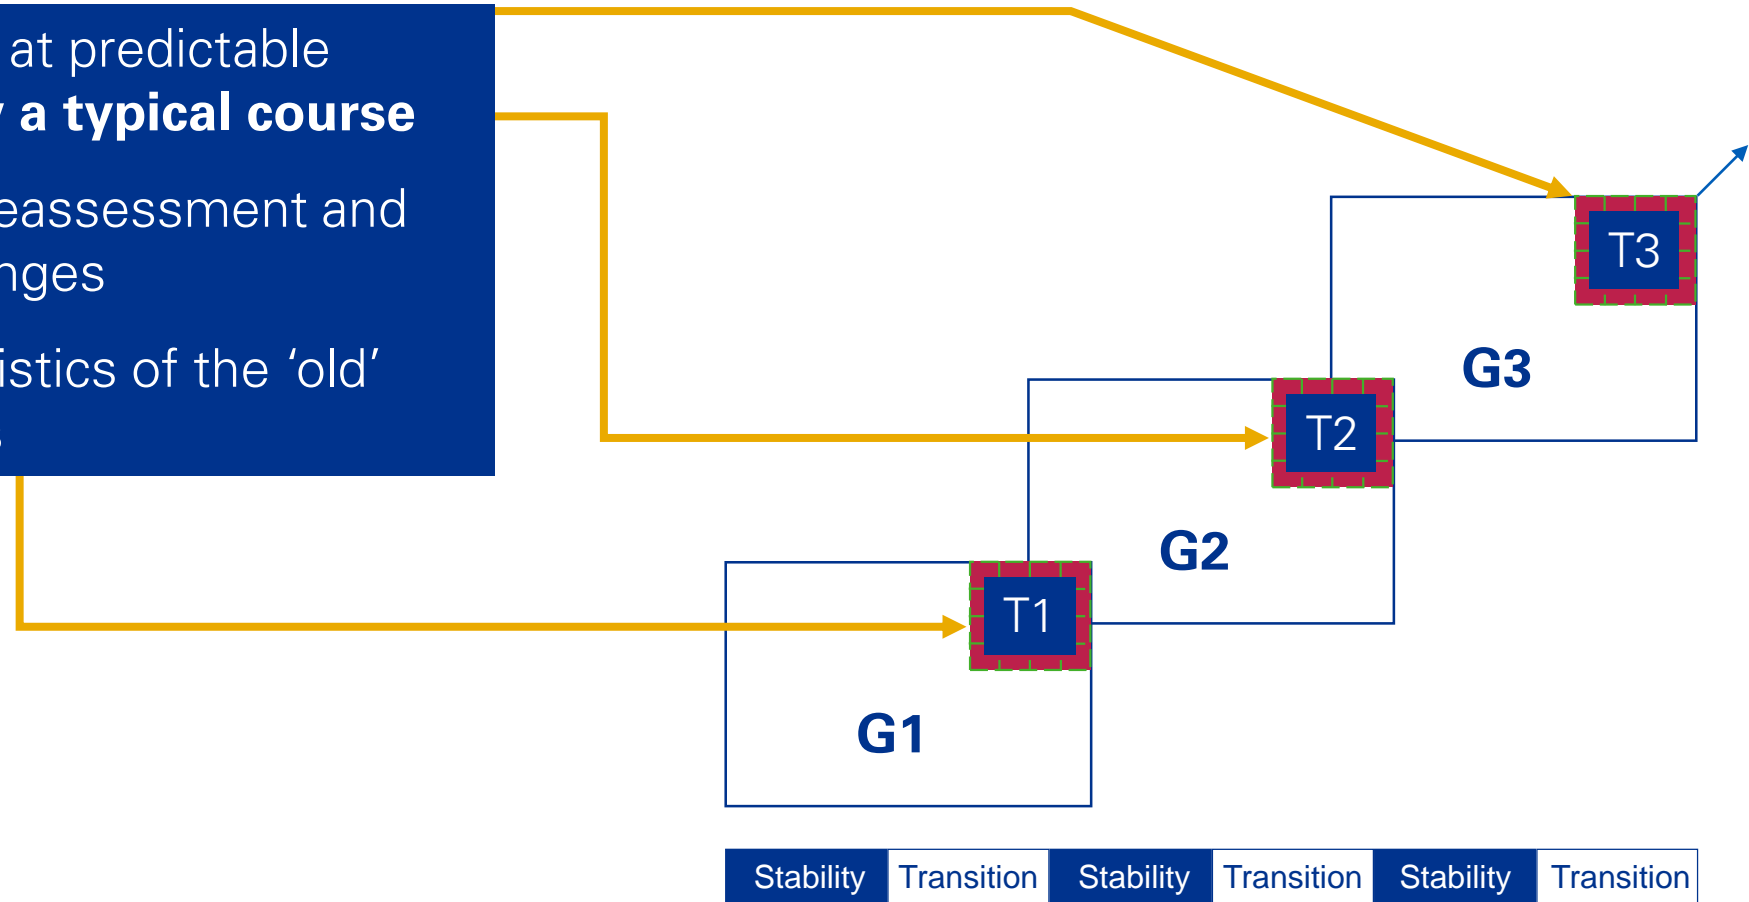 at predictable
a typical course
eassessment and
nges
istics of the ‘old’
T3
G3
T2
G2
T1
G1
Stability Transition Stability Transition Stability Transition